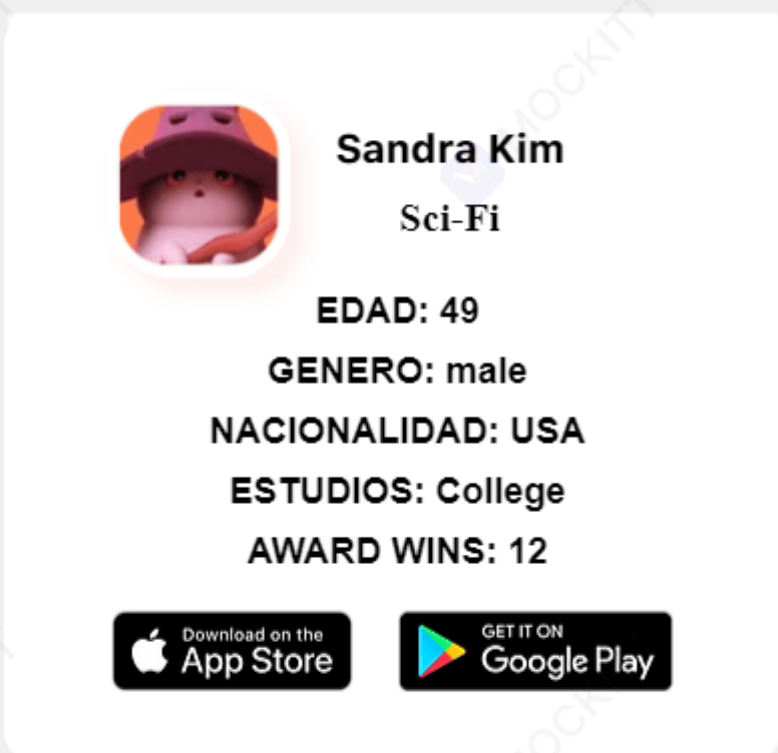 Sandra Kim
Sci-Fi
EDAD: 49
GENERO: male
NACIONALIDAD: USA
ESTUDIOS: College
AWARD WINS: 12
Download on the
App Store
GET IT ON
Google Play
MOCKITT